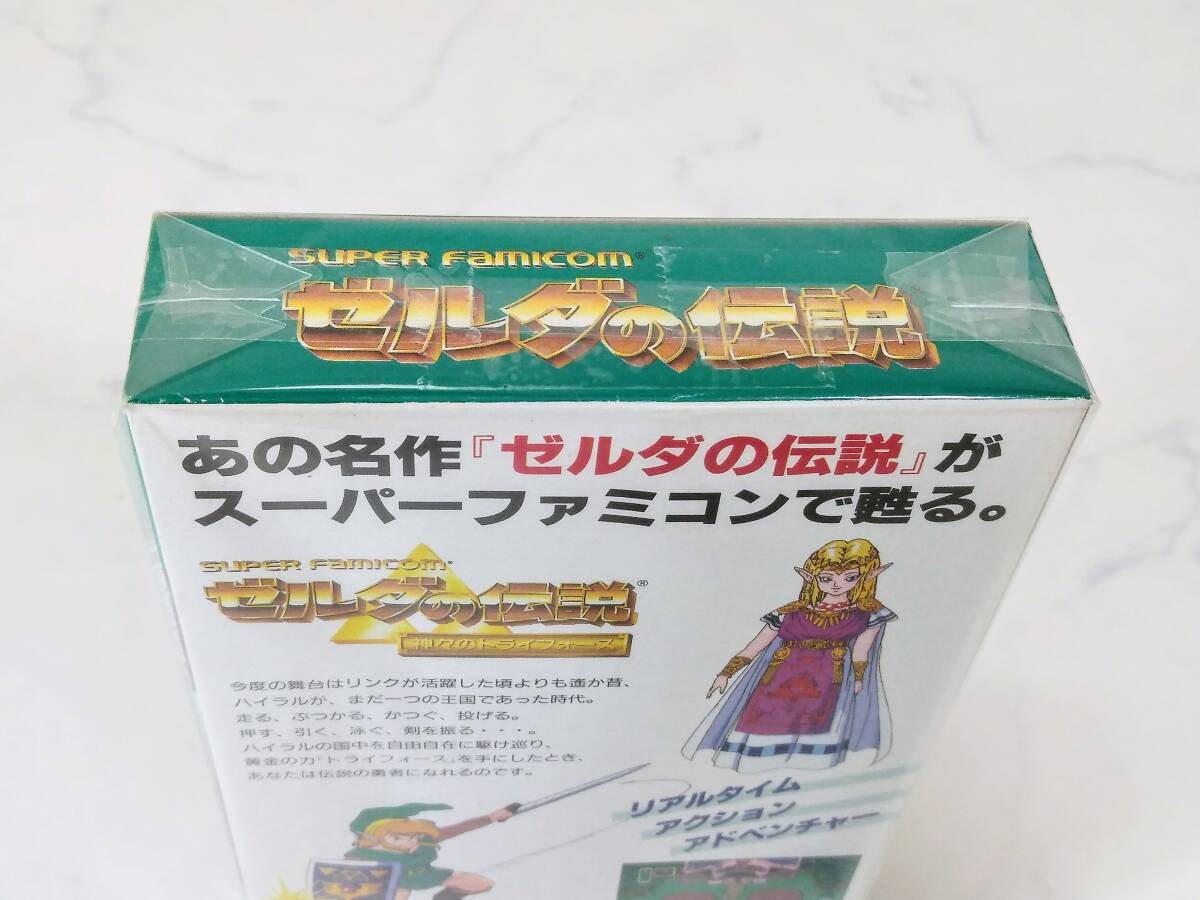 SUPER FAMICOM®
ゼルダの伝説
あの名作『ゼルダの伝説』が
スーパーファミコンで甦る。
SUPER FAMICOM®
ゼルダの伝説®
神々のトライフォース
今度の舞台はリンクが活躍した頃よりも遙か昔、
ハイラルが、まだ一つの王国であった時代。
走る、ぶつかる、かつぐ、投げる。
押す、引く、泳ぐ、剣を振る・・・。
ハイラルの国中を自由自在に駆け巡り、
黄金の力『トライフォース』を手にしたとき、
あなたは伝説の勇者になれるのです。
リアルタイム
アクション
アドベンチャー